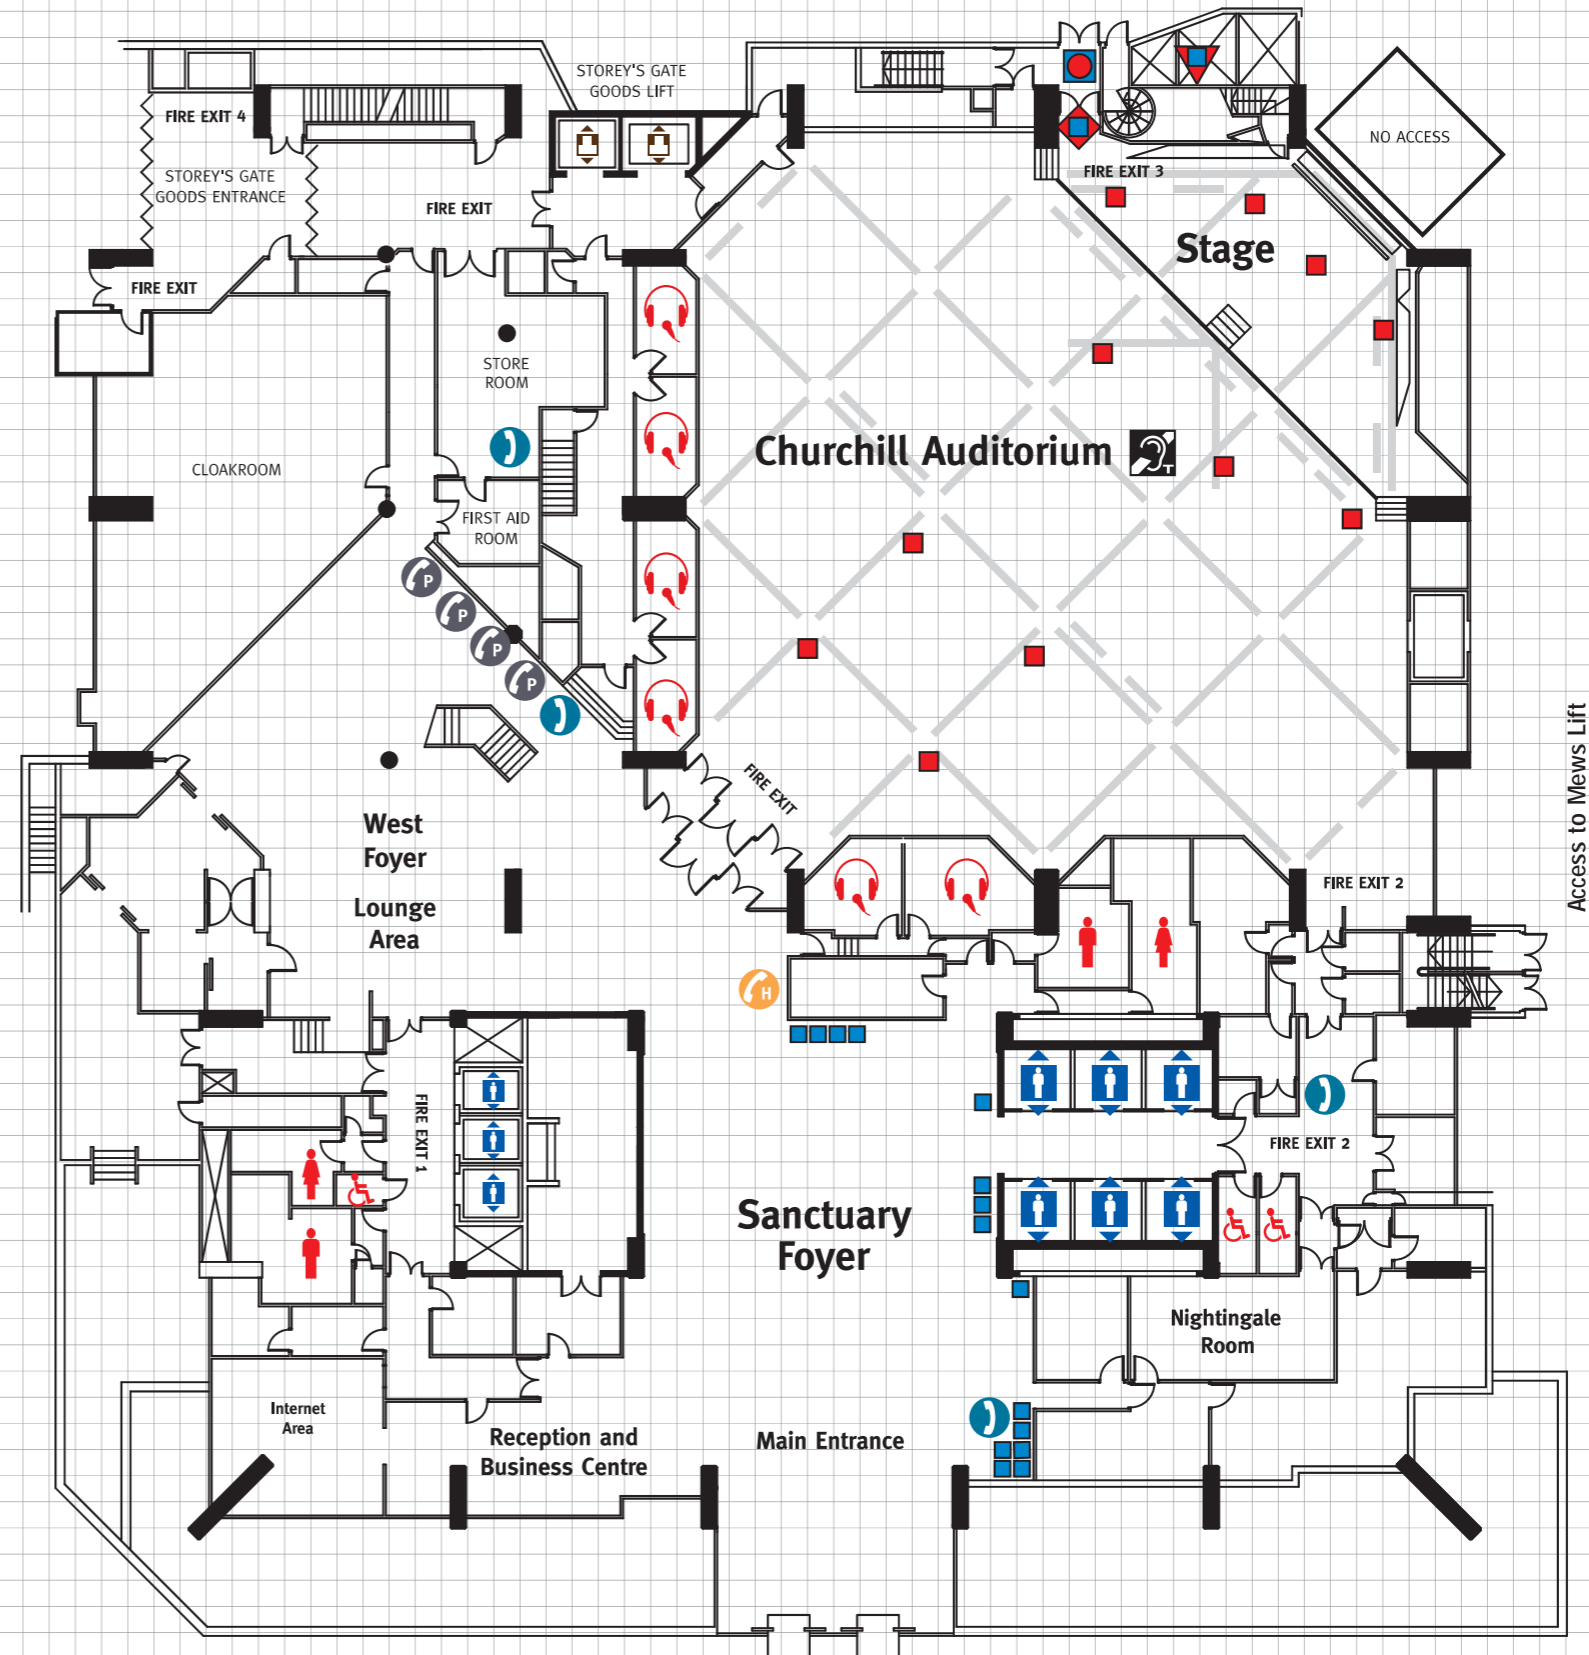 STOREY'S GATE
GOODS LIFT
FIRE EXIT 4
NO ACCESS
FIRE EXIT 3
STOREY'S GATE
GOODS ENTRANCE
FIRE EXIT
Stage
FIRE EXIT
STORE
ROOM
Churchill Auditorium
T
CLOAKROOM
FIRST AID
ROOM
P
P
P
P
Access to Mews Lift
FIRE EXIT
West
Foyer
FIRE EXIT 2
Lounge
Area
H
FIRE EXIT 1
FIRE EXIT 2
Sanctuary
Foyer
Nightingale
Room
Internet
Area
Reception and
Business Centre
Main Entrance